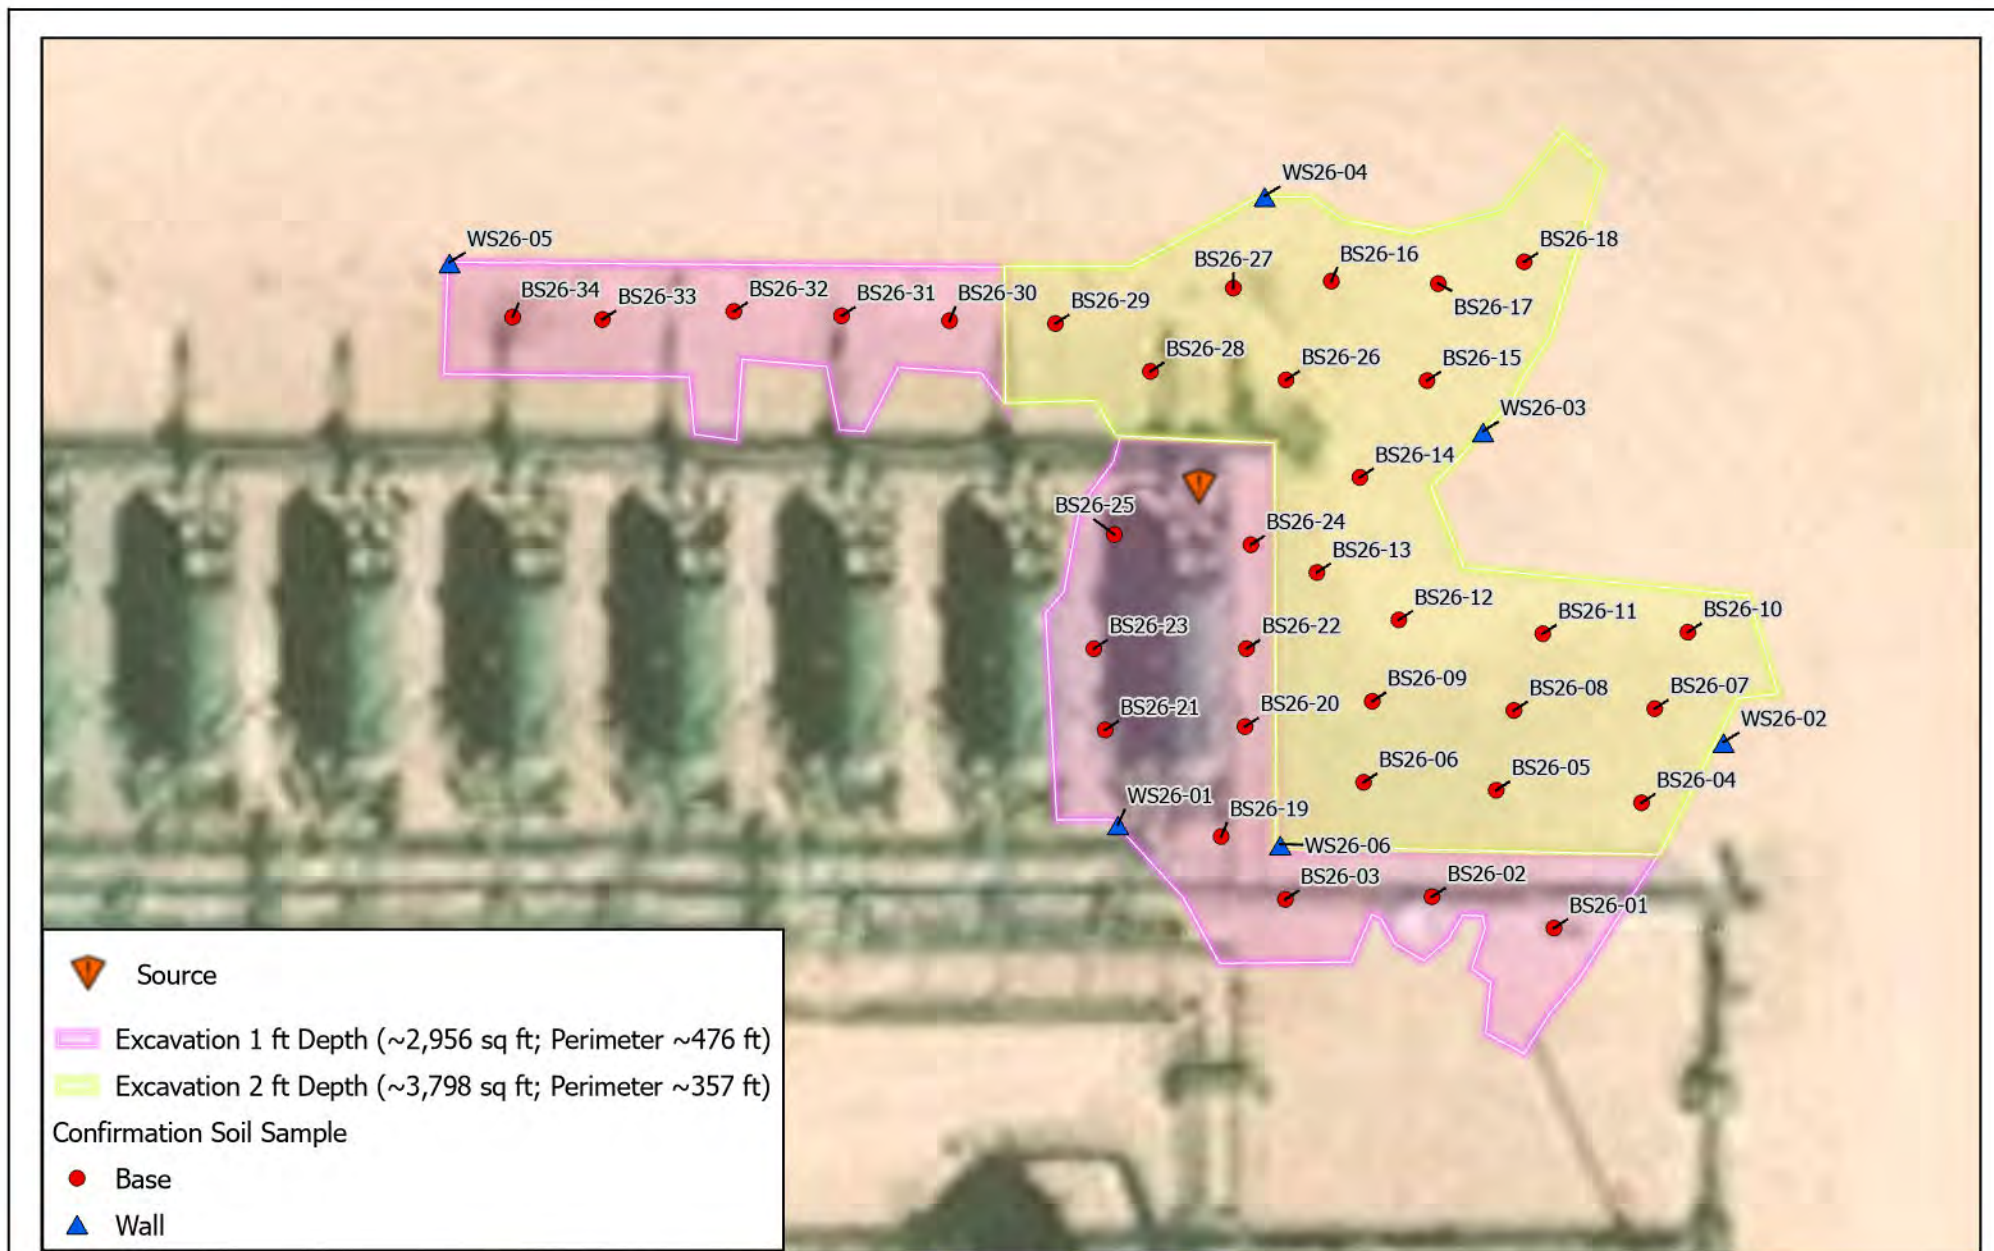 WS26-04
WS26-05
BS26-18
BS26-27
BS26-16
BS26-34
BS26-33
BS26-32
BS26-31
BS26-30
BS26-29
BS26-17
BS26-28
BS26-26
BS26-15
WS26-03
BS26-14
BS26-25
BS26-24
BS26-13
BS26-12
BS26-11
BS26-10
BS26-23
BS26-22
BS26-09
BS26-08
BS26-07
BS26-21
BS26-20
WS26-02
BS26-06
BS26-05
BS26-04
WS26-01
BS26-19
WS26-06
BS26-03
BS26-02
BS26-01
Source
Excavation 1 ft Depth (~2,956 sq ft; Perimeter ~476 ft)
Excavation 2 ft Depth (~3,798 sq ft; Perimeter ~357 ft)
Confirmation Soil Sample
Base
Wall